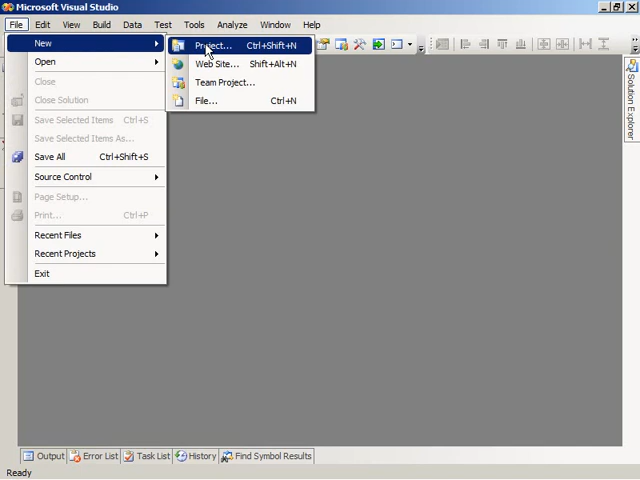 Microsoft Visual Studio
File Edit View Build Data Test Tools Analyze Window Help
New
Project... Ctrl+Shift+N
Open
Web Site... Shift+Alt+N
Close
Team Project...
Close Solution
File... Ctrl+N
Save Selected Items Ctrl+S
Save Selected Items As...
Save All Ctrl+Shift+S
Source Control
Page Setup...
Print... Ctrl+P
Recent Files
Recent Projects
Exit
Solution Explorer
Output Error List Task List History Find Symbol Results
Ready